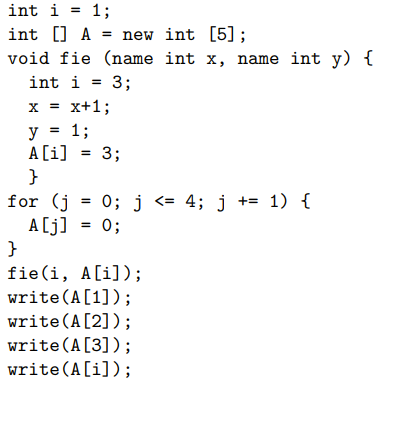 int i = 1;
int [] A = new int [5];
void fie (name int x, name int y) {
  int i = 3;
  x = x+1;
  y = 1;
  A[i] = 3;
  }
for (j = 0; j <= 4; j += 1) {
  A[j] = 0;
}
fie(i, A[i]);
write(A[1]);
write(A[2]);
write(A[3]);
write(A[i]);